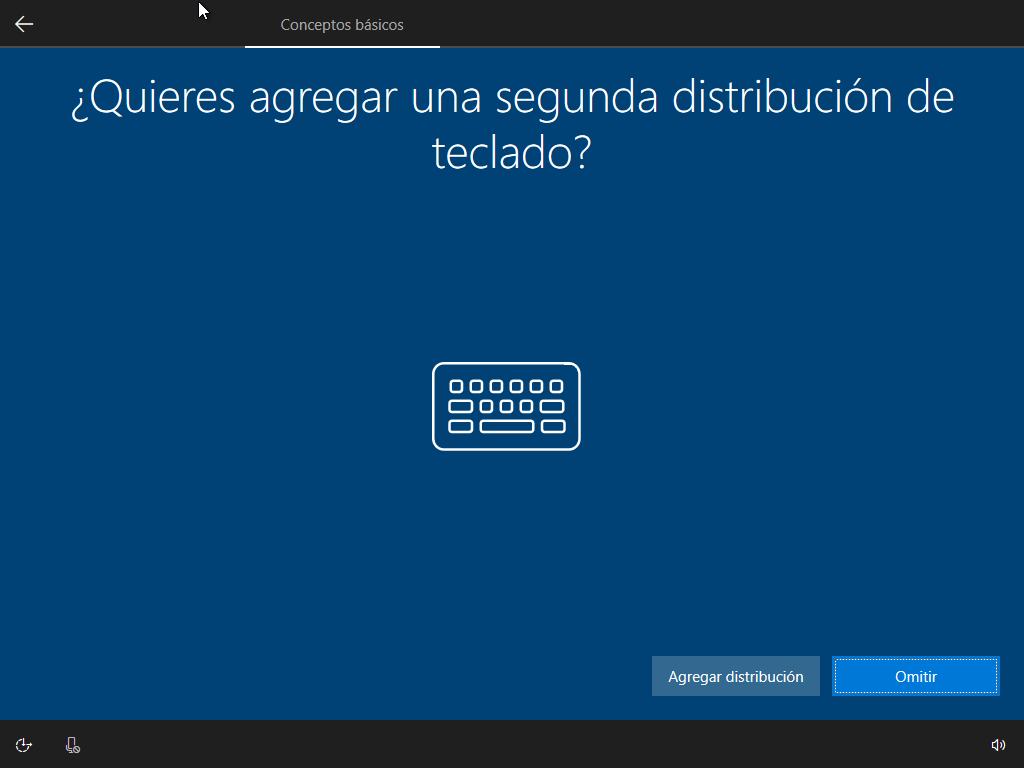 Conceptos básicos
¿Quieres agregar una segunda distribución de
teclado?
Agregar distribución
Omitir